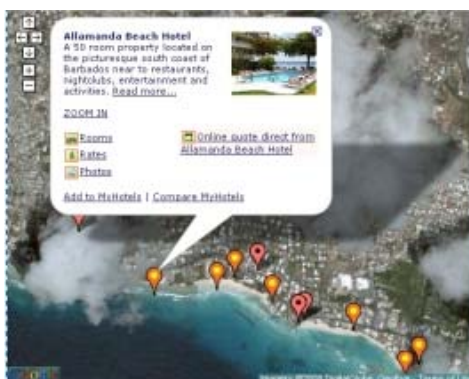 Allamanda Beach Hotel
A 50 room property located on
the picturesque south coast of
Barbados near to restaurants,
nightclubs, entertainment and
activities. Read more...
ZOOM IN
Rooms
Online quote direct from
Allamanda Beach Hotel
Rates
Photos
Add to MyHotels | Compare MyHotels